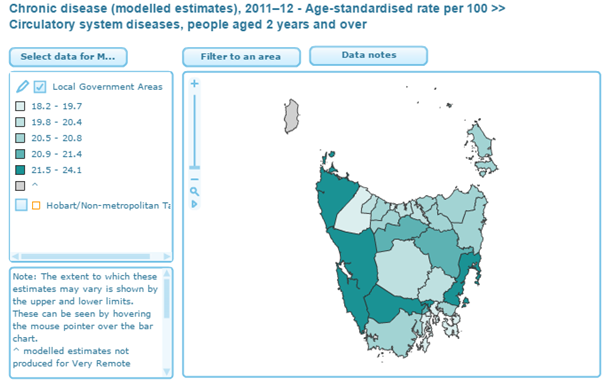 Chronic disease (modelled estimates), 2011–12 - Age-standardised rate per 100 >>
Circulatory system diseases, people aged 2 years and over
Select data for M...
Filter to an area
Data notes
Local Government Areas
18.2 - 19.7
19.8 - 20.4
20.5 - 20.8
20.9 - 21.4
21.5 - 24.1
^
Hobart/Non-metropolitan Ta
Note: The extent to which these
estimates may vary is shown by
the upper and lower limits.
These can be seen by hovering
the mouse pointer over the bar
chart.
^ modelled estimates not
produced for Very Remote